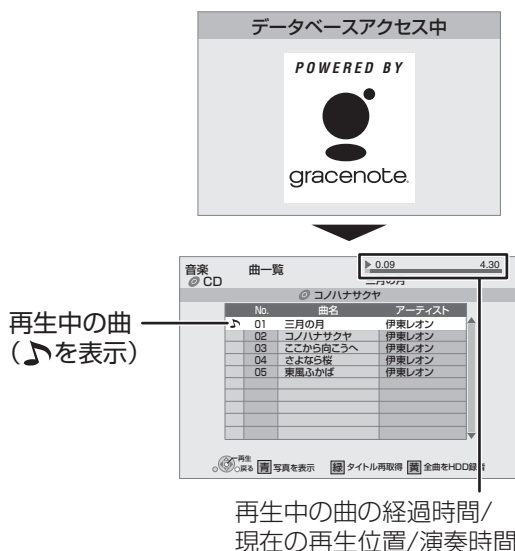 データベースアクセス中
POWERED BY
gracenote®
音楽 曲一覧 0.09 4.30
CD 三月の月
コノハナサクヤ
No. 曲名 アーティスト
再生中の曲
(♪を表示)
♪ 01 三月の月 伊東レオン
02 コノハナサクヤ 伊東レオン
03 ここから向こうへ 伊東レオン
04 さよなら桜 伊東レオン
05 東風ふかば 伊東レオン
再生
戻る 青 写真を表示 緑 タイトル再取得 黄 全曲をHDD録音
再生中の曲の経過時間/
現在の再生位置/演奏時間